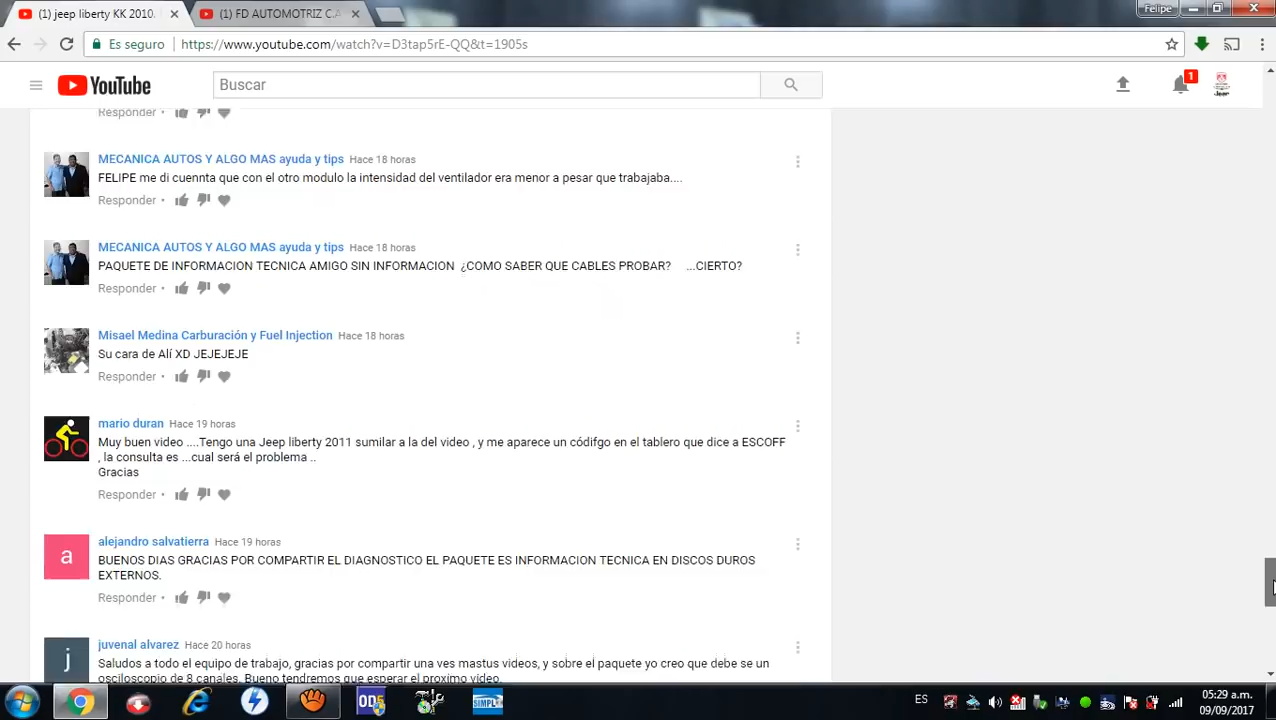 (1) jeep liberty KK 2010.
(1) FD AUTOMOTRIZ C.A
Felipe
Es seguro
https://www.youtube.com/watch?v=D3tap5rE-QQ&t=1905s
YouTube
Buscar
1
Responder •
MECANICA AUTOS Y ALGO MAS ayuda y tips Hace 18 horas
FELIPE me di cuennta que con el otro modulo la intensidad del ventilador era menor a pesar que trabajaba....
Responder •
MECANICA AUTOS Y ALGO MAS ayuda y tips Hace 18 horas
PAQUETE DE INFORMACION TECNICA AMIGO SIN INFORMACION ¿COMO SABER QUE CABLES PROBAR? ...CIERTO?
Responder •
Misael Medina Carburación y Fuel Injection Hace 18 horas
Su cara de Alí XD JEJEJEJE
Responder •
mario duran Hace 19 horas
Muy buen video ....Tengo una Jeep liberty 2011 sumilar a la del video , y me aparece un códifgo en el tablero que dice a ESCOFF
, la consulta es ...cual será el problema ..
Gracias
Responder •
a
alejandro salvatierra Hace 19 horas
BUENOS DIAS GRACIAS POR COMPARTIR EL DIAGNOSTICO EL PAQUETE ES INFORMACION TECNICA EN DISCOS DUROS
EXTERNOS.
Responder •
j
juvenal alvarez Hace 20 horas
Saludos a todo el equipo de trabajo, gracias por compartir una ves mastus videos, y sobre el paquete yo creo que debe se un
osciloscopio de 8 canales. Bueno tendremos que esperar el proximo vídeo.
OD5
SIMPL
ES
05:29 a.m.
09/09/2017